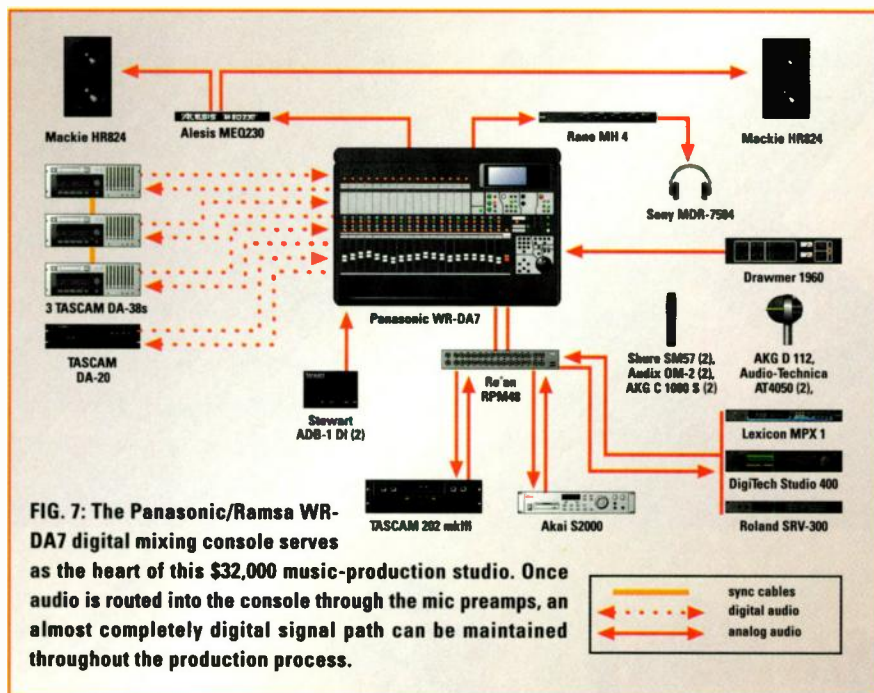 Mackie HR824
Alesis MEQ230
Rane MH 4
Mackie HR824
Sony MDR-7504
3 TASCAM DA-38s
Panasonic WR-DA7
Drawmer 1960
TASCAM
DA-20
Stewart
ADB-1 DI (2)
Re'an
RPM48
Shure SM57 (2),
Audix OM-2 (2),
AKG C 1000 S (2)
AKG D 112,
Audio-Technica
AT4050 (2),
Lexicon MPX 1
DigiTech Studio 400
Roland SRV-300
TASCAM 202 mkIII
Akai S2000
FIG. 7: The Panasonic/Ramsa WR-
DA7 digital mixing console serves
as the heart of this $32,000 music-production studio. Once
audio is routed into the console through the mic preamps, an
almost completely digital signal path can be maintained
throughout the production process.
sync cables
digital audio
analog audio